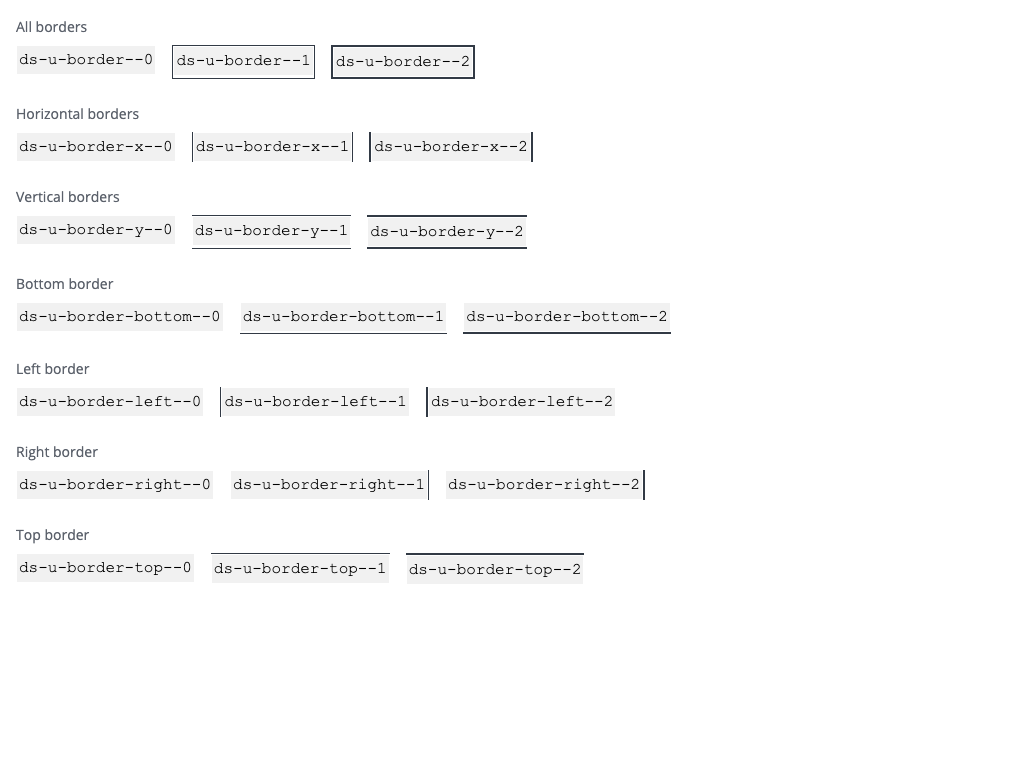 All borders
ds-u-border--0 ds-u-border--1 ds-u-border--2
Horizontal borders
ds-u-border-x--0 ds-u-border-x--1 ds-u-border-x--2
Vertical borders
ds-u-border-y--0 ds-u-border-y--1 ds-u-border-y--2
Bottom border
ds-u-border-bottom--0 ds-u-border-bottom--1 ds-u-border-bottom--2
Left border
ds-u-border-left--0 ds-u-border-left--1 ds-u-border-left--2
Right border
ds-u-border-right--0 ds-u-border-right--1 ds-u-border-right--2
Top border
ds-u-border-top--0 ds-u-border-top--1 ds-u-border-top--2